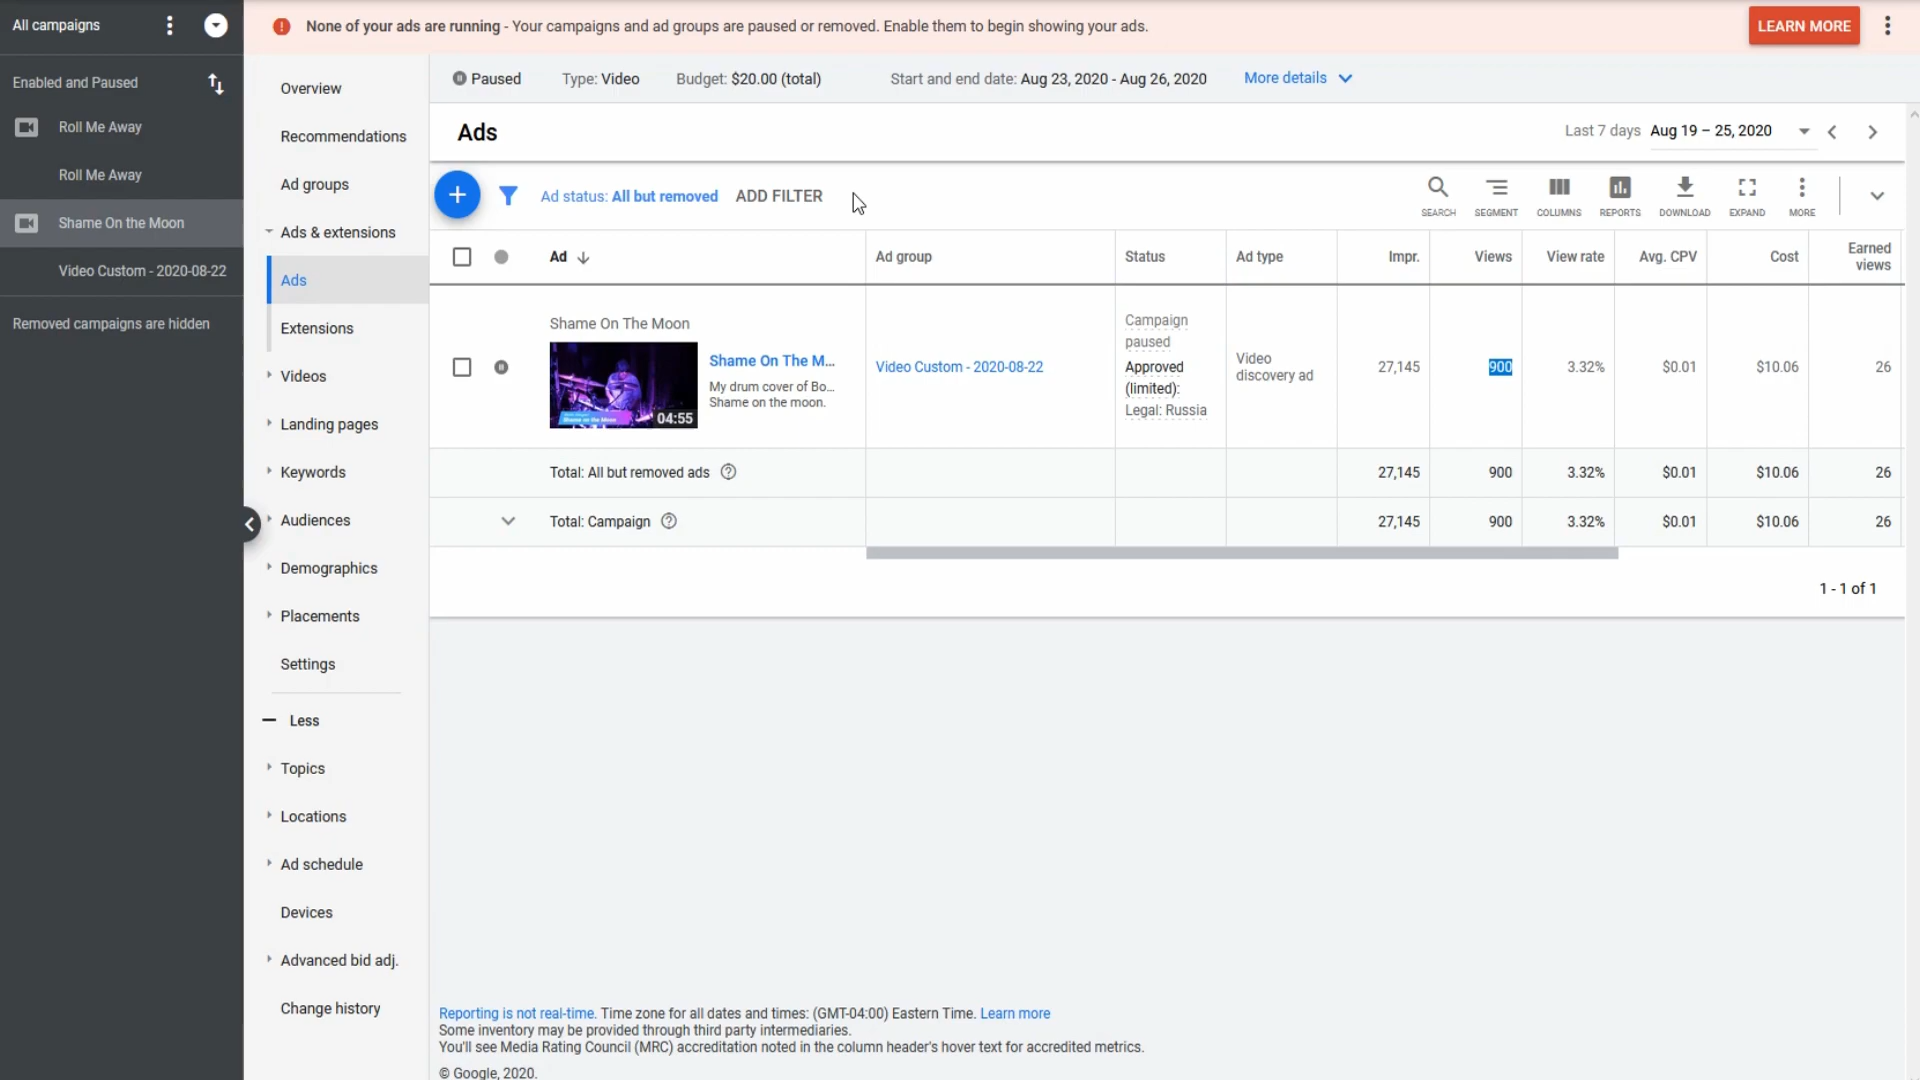 All campaigns
Enabled and Paused
Roll Me Away
Roll Me Away
Shame On the Moon
Video Custom - 2020-08-22
Removed campaigns are hidden
None of your ads are running - Your campaigns and ad groups are paused or removed. Enable them to begin showing your ads.
LEARN MORE
Overview
Recommendations
Ad groups
Ads & extensions
Ads
Extensions
Videos
Landing pages
Keywords
Audiences
Demographics
Placements
Settings
Less
Topics
Locations
Ad schedule
Devices
Advanced bid adj.
Change history
Paused Type: Video Budget: $20.00 (total) Start and end date: Aug 23, 2020 - Aug 26, 2020 More details
Ads
Last 7 days Aug 19 – 25, 2020
Ad status: All but removed ADD FILTER
SEARCH SEGMENT COLUMNS REPORTS DOWNLOAD EXPAND MORE
Ad Ad group Status Ad type Impr. Views View rate Avg. CPV Cost Earned views
Shame On The Moon
Shame On The M...
My drum cover of Bo...
Shame on the moon.
Shame on the Moon
04:55
Video Custom - 2020-08-22
Campaign paused
Approved (limited):
Legal: Russia
Video discovery ad
27,145 900 3.32% $0.01 $10.06 26
Total: All but removed ads 27,145 900 3.32% $0.01 $10.06 26
Total: Campaign 27,145 900 3.32% $0.01 $10.06 26
1 - 1 of 1
Reporting is not real-time. Time zone for all dates and times: (GMT-04:00) Eastern Time. Learn more
Some inventory may be provided through third party intermediaries.
You'll see Media Rating Council (MRC) accreditation noted in the column header's hover text for accredited metrics.
© Google, 2020.